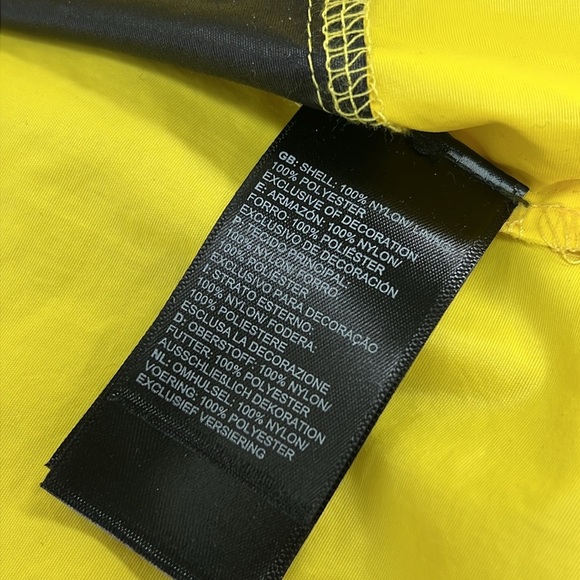 GB: SHELL: 100% NYLON/ LINING:
100% POLYESTER
EXCLUSIVE OF DECORATION
E: ARMAZON: 100% NYLON/
FORRO: 100% POLIÉSTER
EXCLUSIVO DE DECORACIÓN
P: TECIDO PRINCIPAL:
100% NYLON/ FORRO:
100% POLIESTER
EXCLUSIVO PARA DECORAÇÃO
I: STRATO ESTERNO:
100% NYLON/ FODERA:
100% POLIESTERE
ESCLUSA LA DECORAZIONE
D: OBERSTOFF: 100% NYLON/
FUTTER: 100% POLYESTER
AUSSCHLIEßLICH DEKORATION
NL: OMHULSEL: 100% NYLON/
VOERING: 100% POLYESTER
EXCLUSIEF VERSIERING